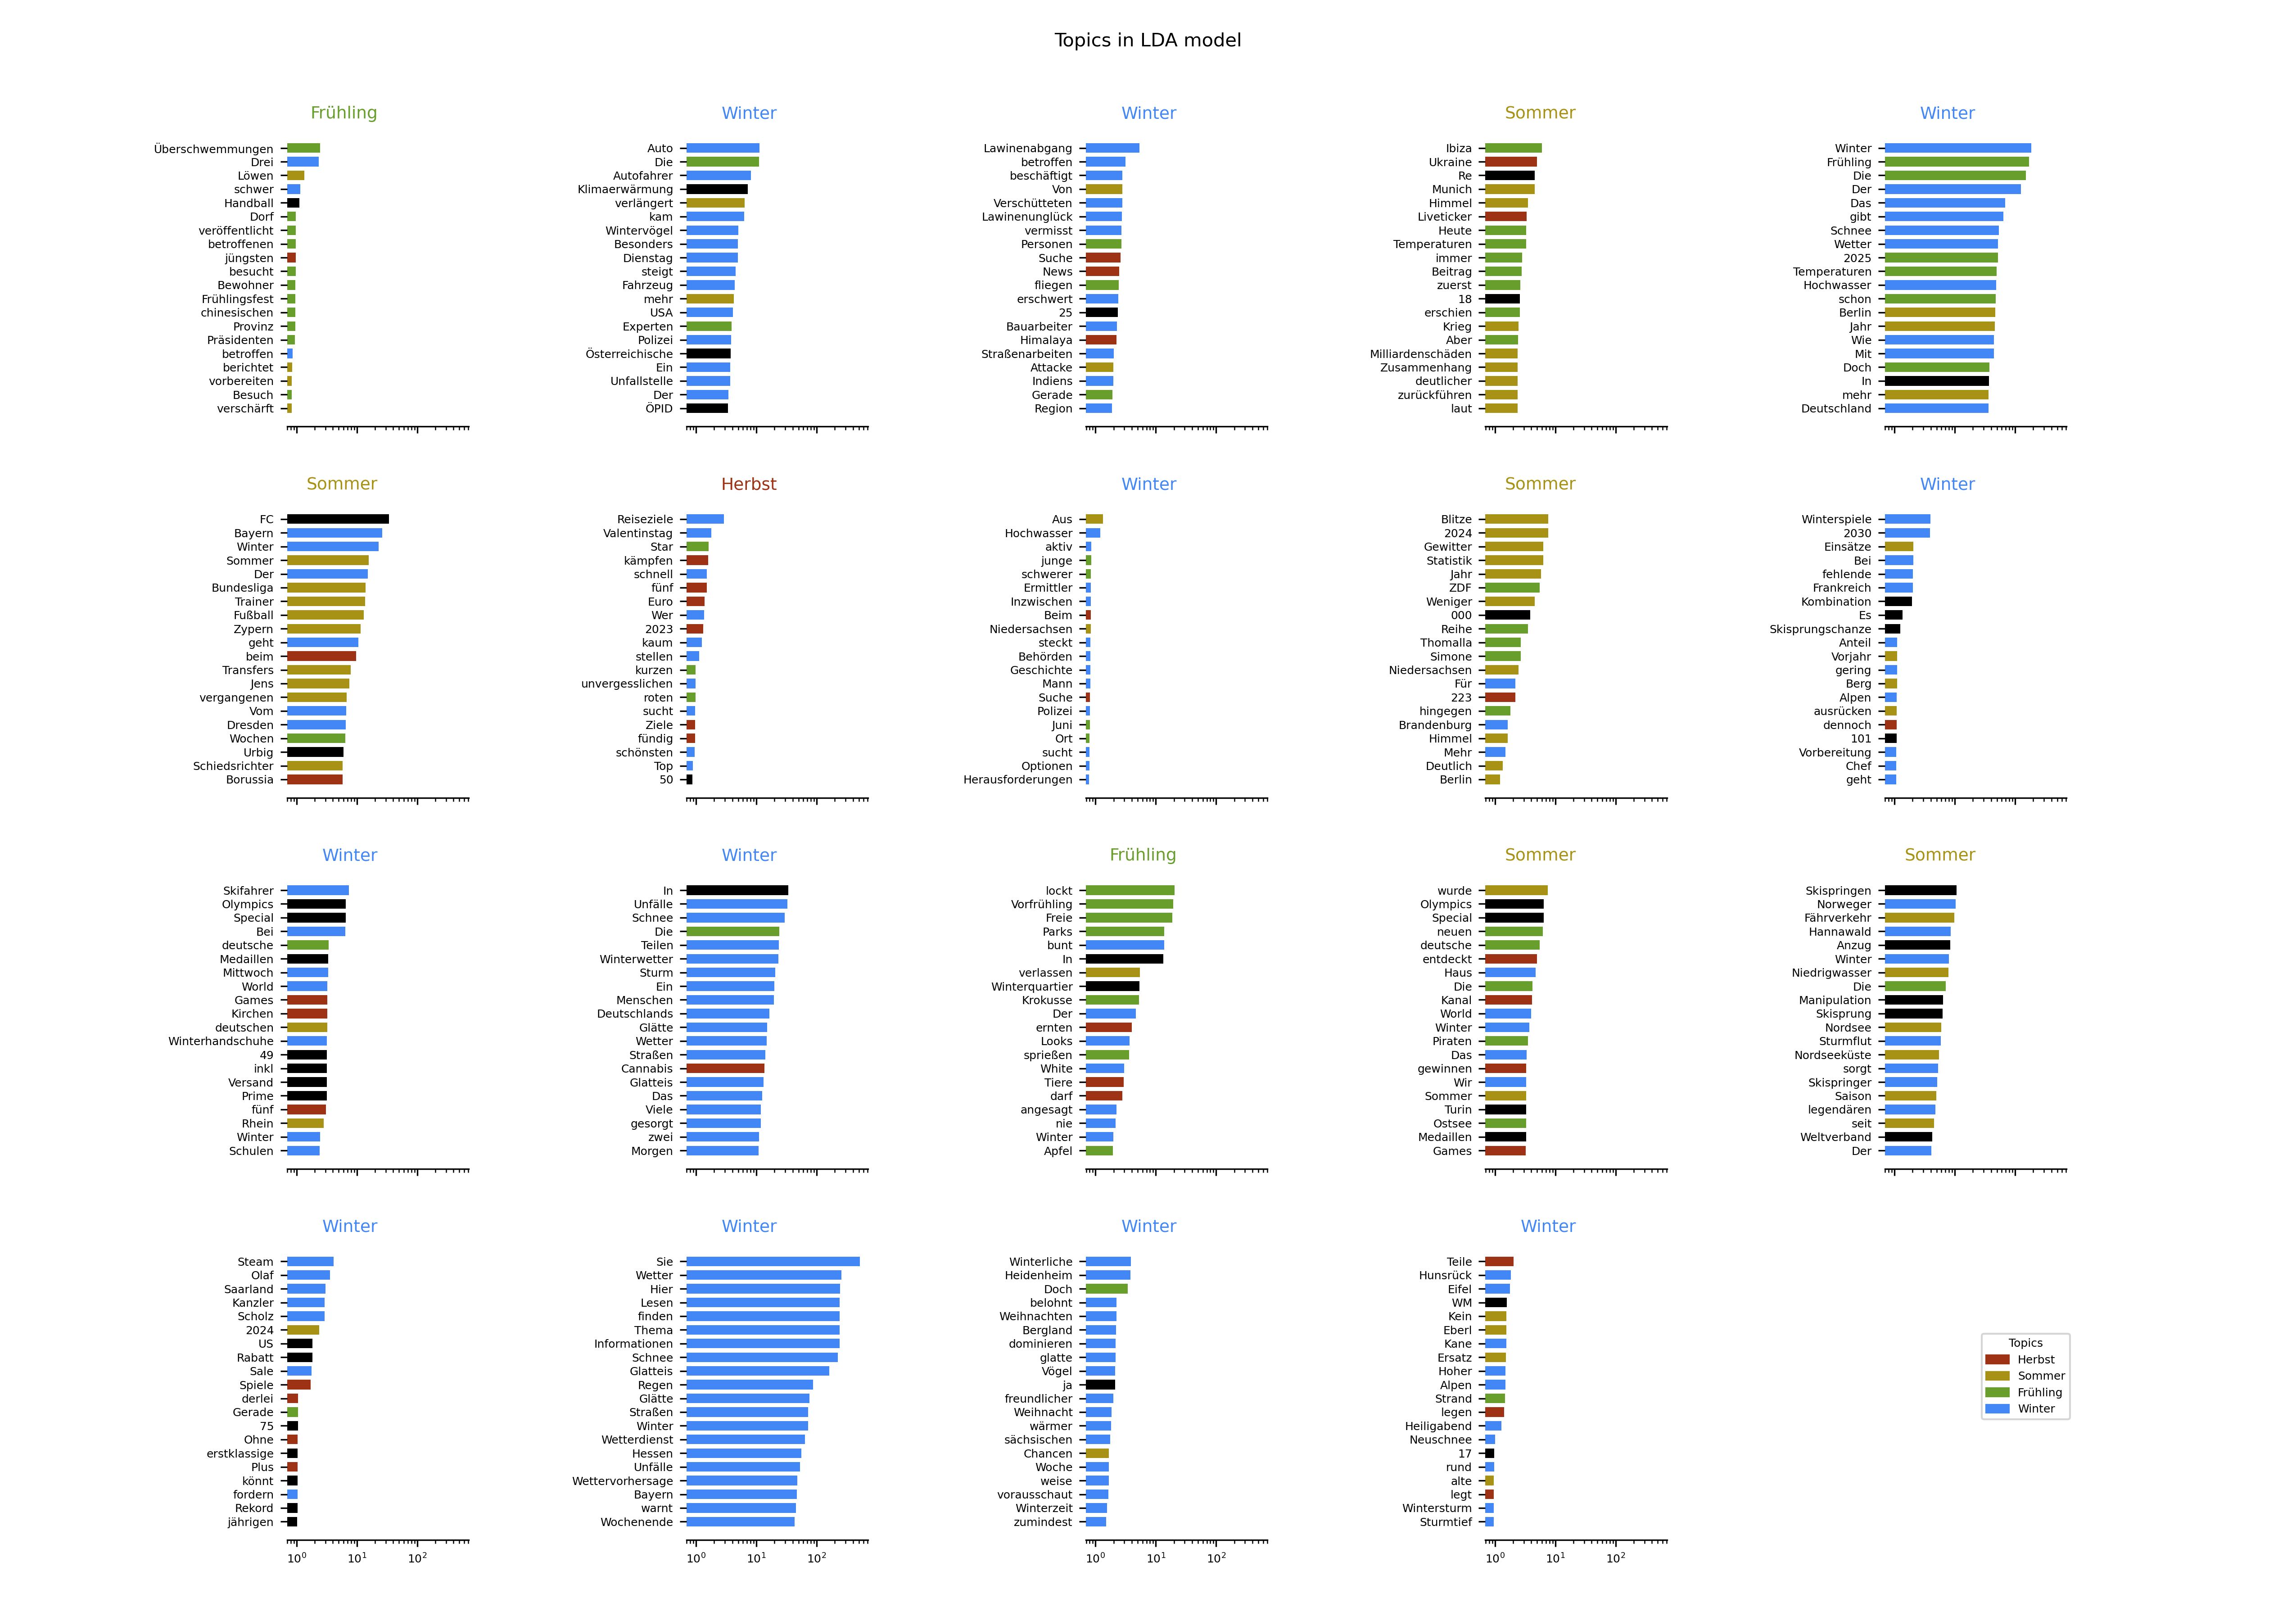 Topics in LDA model
Frühling
Überschwemmungen
Drei
Löwen
schwer
Handball
Dorf
veröffentlicht
betroffenen
jüngsten
besucht
Bewohner
Frühlingsfest
chinesischen
Provinz
Präsidenten
betroffen
berichtet
vorbereiten
Besuch
verschärft
Winter
Auto
Die
Autofahrer
Klimaerwärmung
verlängert
kam
Wintervögel
Besonders
Dienstag
steigt
Fahrzeug
mehr
USA
Experten
Polizei
Österreichische
Ein
Unfallstelle
Der
ÖPID
Winter
Lawinenabgang
betroffen
beschäftigt
Von
Verschütteten
Lawinenunglück
vermisst
Personen
Suche
News
fliegen
erschwert
25
Bauarbeiter
Himalaya
Straßenarbeiten
Attacke
Indiens
Gerade
Region
Sommer
Ibiza
Ukraine
Re
Munich
Himmel
Liveticker
Heute
Temperaturen
immer
Beitrag
zuerst
18
erschien
Krieg
Aber
Milliardenschäden
Zusammenhang
deutlicher
zurückführen
laut
Winter
Winter
Frühling
Die
Der
Das
gibt
Schnee
Wetter
2025
Temperaturen
Hochwasser
schon
Berlin
Jahr
Wie
Mit
Doch
In
mehr
Deutschland
Sommer
FC
Bayern
Winter
Sommer
Der
Bundesliga
Trainer
Fußball
Zypern
geht
beim
Transfers
Jens
vergangenen
Vom
Dresden
Wochen
Urbig
Schiedsrichter
Borussia
Herbst
Reiseziele
Valentinstag
Star
kämpfen
schnell
fünf
Euro
Wer
2023
kaum
stellen
kurzen
unvergesslichen
roten
sucht
Ziele
fündig
schönsten
Top
50
Winter
Aus
Hochwasser
aktiv
junge
schwerer
Ermittler
Inzwischen
Beim
Niedersachsen
steckt
Behörden
Geschichte
Mann
Suche
Polizei
Juni
Ort
sucht
Optionen
Herausforderungen
Sommer
Blitze
2024
Gewitter
Statistik
Jahr
ZDF
Weniger
000
Reihe
Thomalla
Simone
Niedersachsen
Für
223
hingegen
Brandenburg
Himmel
Mehr
Deutlich
Berlin
Winter
Winterspiele
2030
Einsätze
Bei
fehlende
Frankreich
Kombination
Es
Skisprungschanze
Anteil
Vorjahr
gering
Berg
Alpen
ausrücken
dennoch
101
Vorbereitung
Chef
geht
Winter
Skifahrer
Olympics
Special
Bei
deutsche
Medaillen
Mittwoch
World
Games
Kirchen
deutschen
Winterhandschuhe
49
inkl
Versand
Prime
fünf
Rhein
Winter
Schulen
Winter
In
Unfälle
Schnee
Die
Teilen
Winterwetter
Sturm
Ein
Menschen
Deutschlands
Glätte
Wetter
Straßen
Cannabis
Glatteis
Das
Viele
gesorgt
zwei
Morgen
Frühling
lockt
Vorfrühling
Freie
Parks
bunt
In
verlassen
Winterquartier
Krokusse
Der
ernten
Looks
sprießen
White
Tiere
darf
angesagt
nie
Winter
Apfel
Sommer
wurde
Olympics
Special
neuen
deutsche
entdeckt
Haus
Die
Kanal
World
Winter
Piraten
Das
gewinnen
Wir
Sommer
Turin
Ostsee
Medaillen
Games
Sommer
Skispringen
Norweger
Fährverkehr
Hannawald
Anzug
Winter
Niedrigwasser
Die
Manipulation
Skisprung
Nordsee
Sturmflut
Nordseeküste
sorgt
Skispringer
Saison
legendären
seit
Weltverband
Der
Winter
Steam
Olaf
Saarland
Kanzler
Scholz
2024
US
Rabatt
Sale
Spiele
derlei
Gerade
75
Ohne
erstklassige
Plus
könnt
fordern
Rekord
jährigen
10⁰ 10¹ 10²
Winter
Sie
Wetter
Hier
Lesen
finden
Thema
Informationen
Schnee
Glatteis
Regen
Glätte
Straßen
Winter
Wetterdienst
Hessen
Unfälle
Wettervorhersage
Bayern
warnt
Wochenende
10⁰ 10¹ 10²
Winter
Winterliche
Heidenheim
Doch
belohnt
Weihnachten
Bergland
dominieren
glatte
Vögel
ja
freundlicher
Weihnacht
wärmer
sächsischen
Chancen
Woche
weise
vorausschaut
Winterzeit
zumindest
10⁰ 10¹ 10²
Winter
Teile
Hunsrück
Eifel
WM
Kein
Eberl
Kane
Ersatz
Hoher
Alpen
Strand
legen
Heiligabend
Neuschnee
17
rund
alte
legt
Wintersturm
Sturmtief
10⁰ 10¹ 10²
Topics
Herbst
Sommer
Frühling
Winter